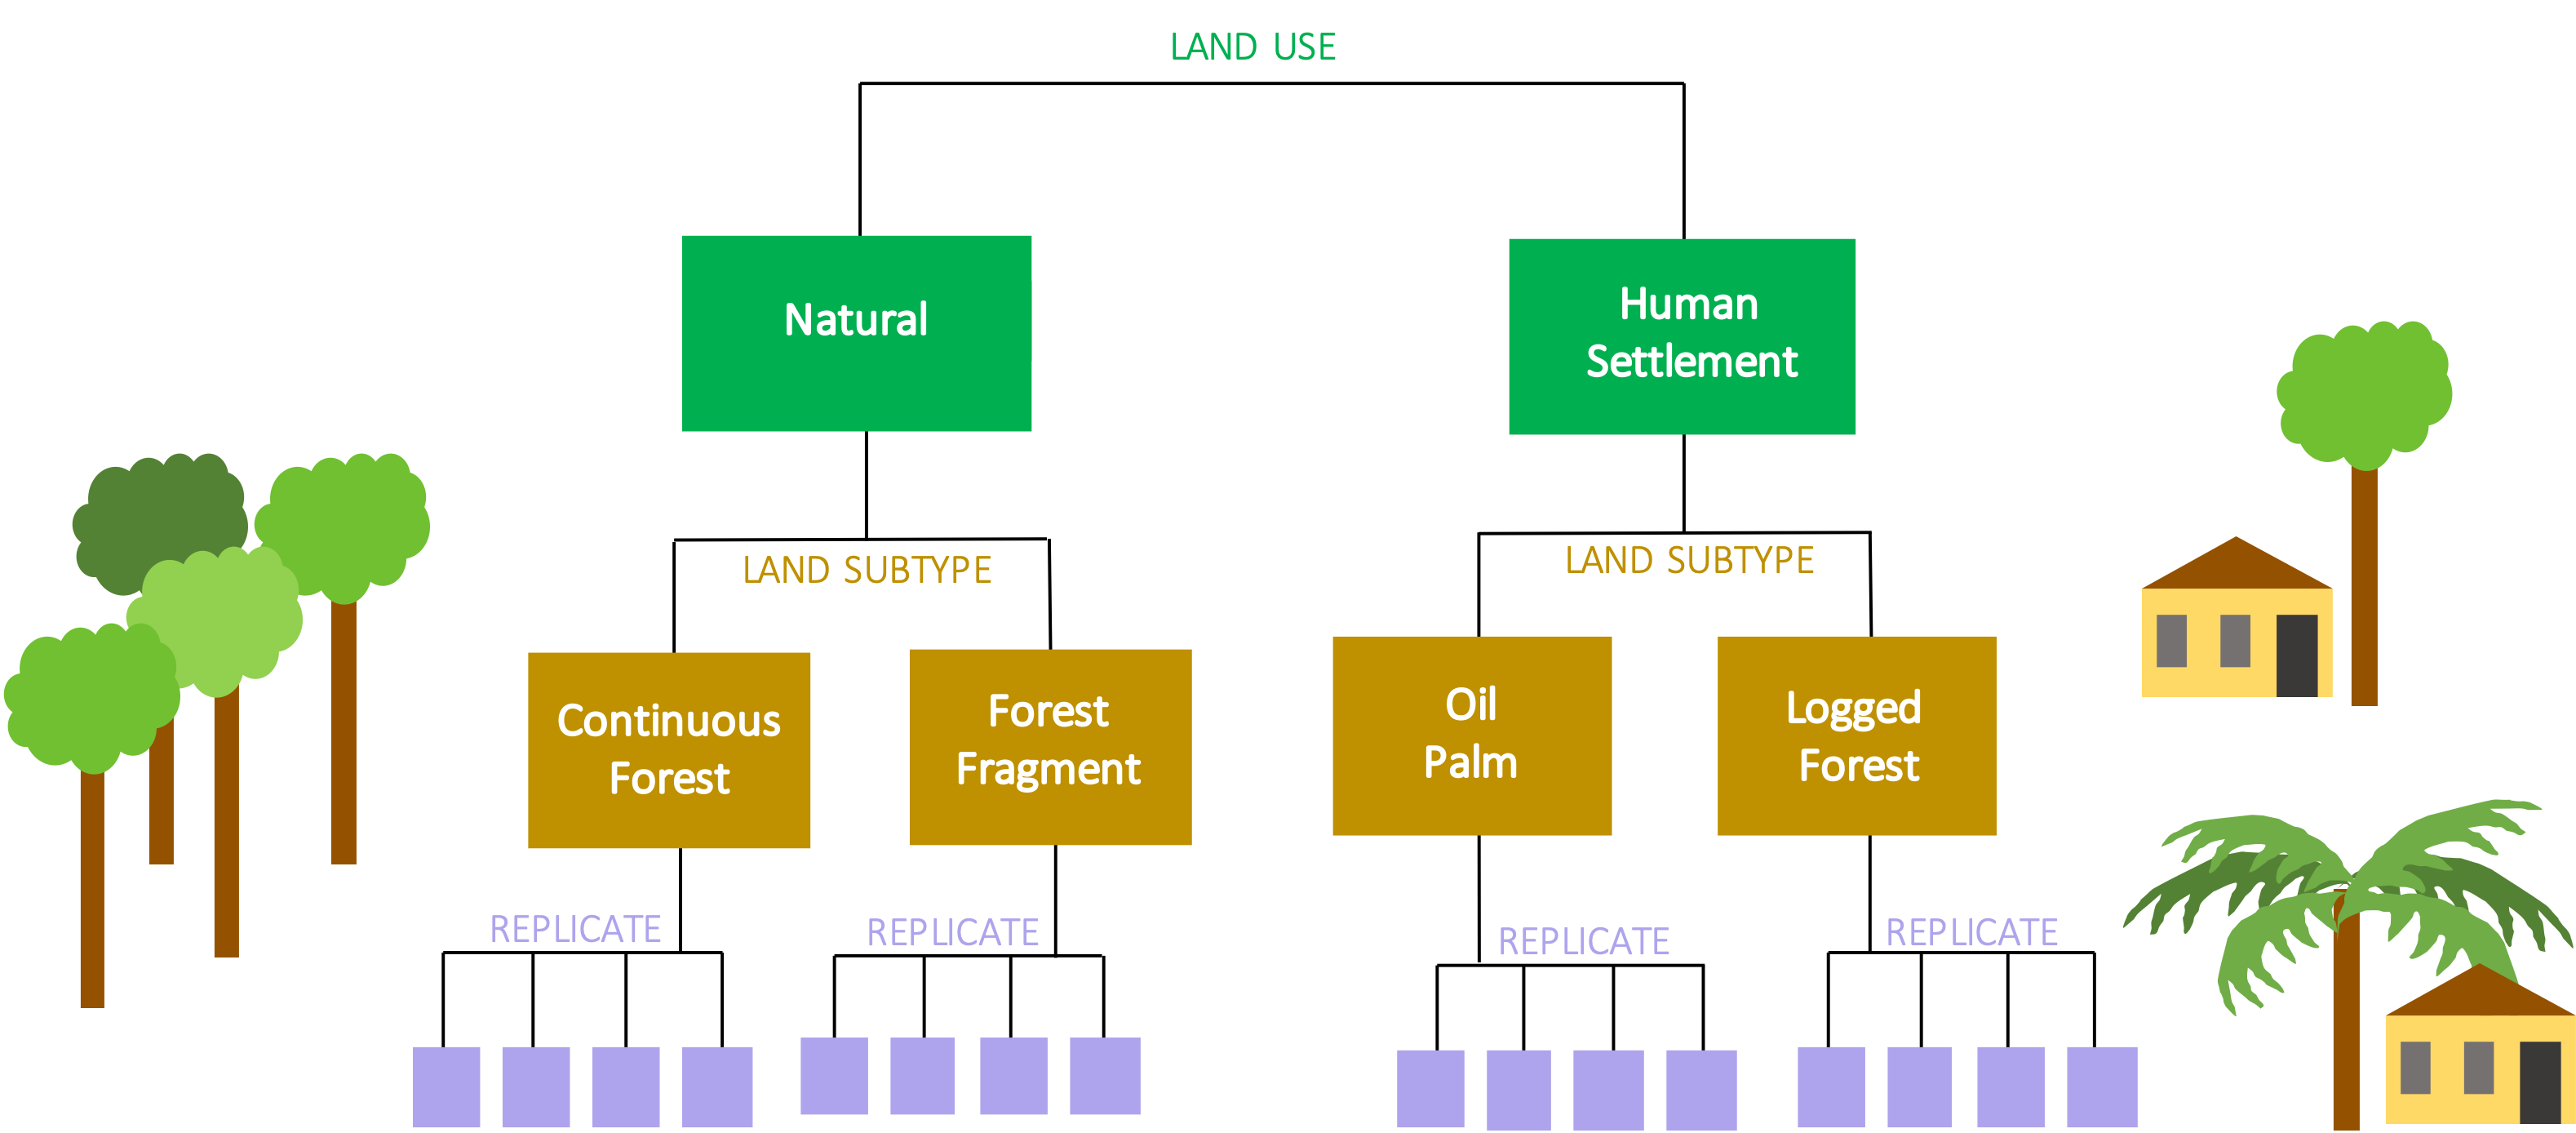 LAND USE
Natural
Human
Settlement
LAND SUBTYPE
LAND SUBTYPE
Continuous
Forest
Forest
Fragment
Oil
Palm
Logged
Forest
REPLICATE
REPLICATE
REPLICATE
REPLICATE